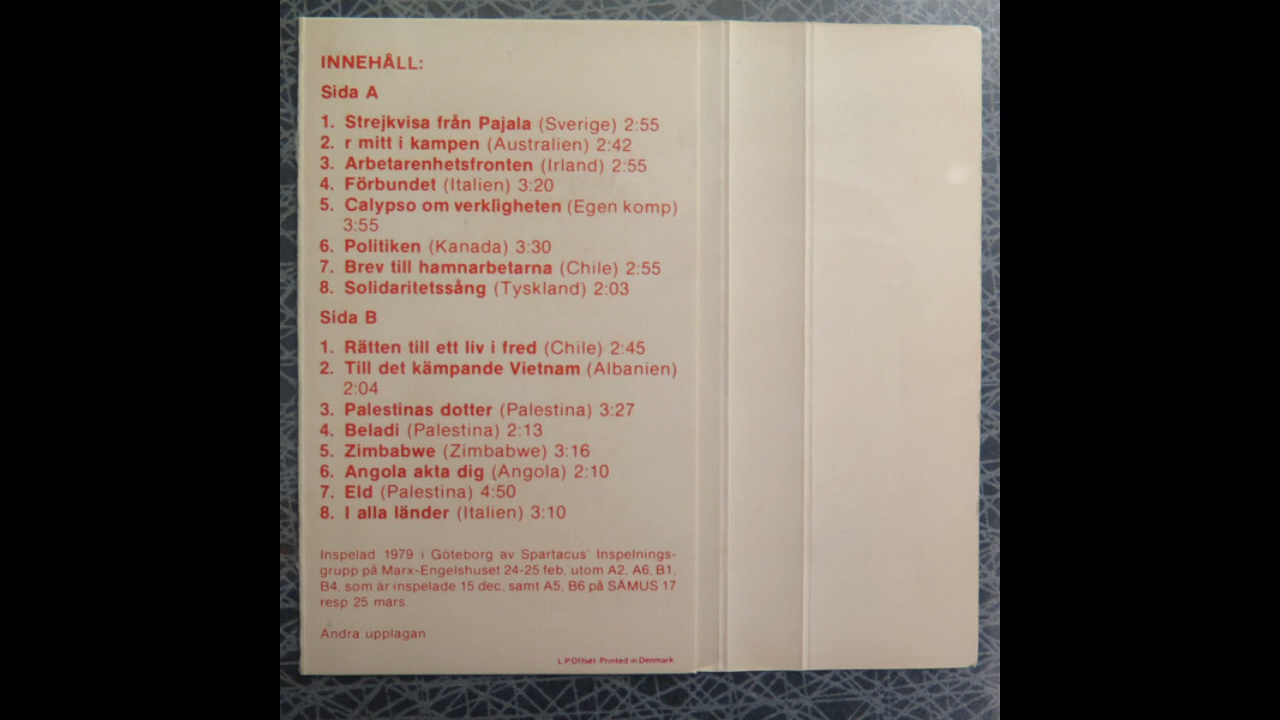 INNEHÅLL:
Sida A
1. Strejkvisa från Pajala (Sverige) 2:55
2. r mitt i kampen (Australien) 2:42
3. Arbetarenhetsfronten (Irland) 2:55
4. Förbundet (Italien) 3:20
5. Calypso om verkligheten (Egen komp)
3:55
6. Politiken (Kanada) 3:30
7. Brev till hamnarbetarna (Chile) 2:55
8. Solidaritetssång (Tyskland) 2:03
Sida B
1. Rätten till ett liv i fred (Chile) 2:45
2. Till det kämpande Vietnam (Albanien)
2:04
3. Palestinas dotter (Palestina) 3:27
4. Beladi (Palestina) 2:13
5. Zimbabwe (Zimbabwe) 3:16
6. Angola akta dig (Angola) 2:10
7. Eld (Palestina) 4:50
8. I alla länder (Italien) 3:10
Inspelad 1979 i Göteborg av Spartacus' Inspelnings-
grupp på Marx-Engelshuset 24-25 feb, utom A2, A6, B1,
B4, som är inspelade 15 dec, samt A5, B6 på SÄMUS 17
resp 25 mars.
Andra upplagan
L P Offset Printed in Denmark